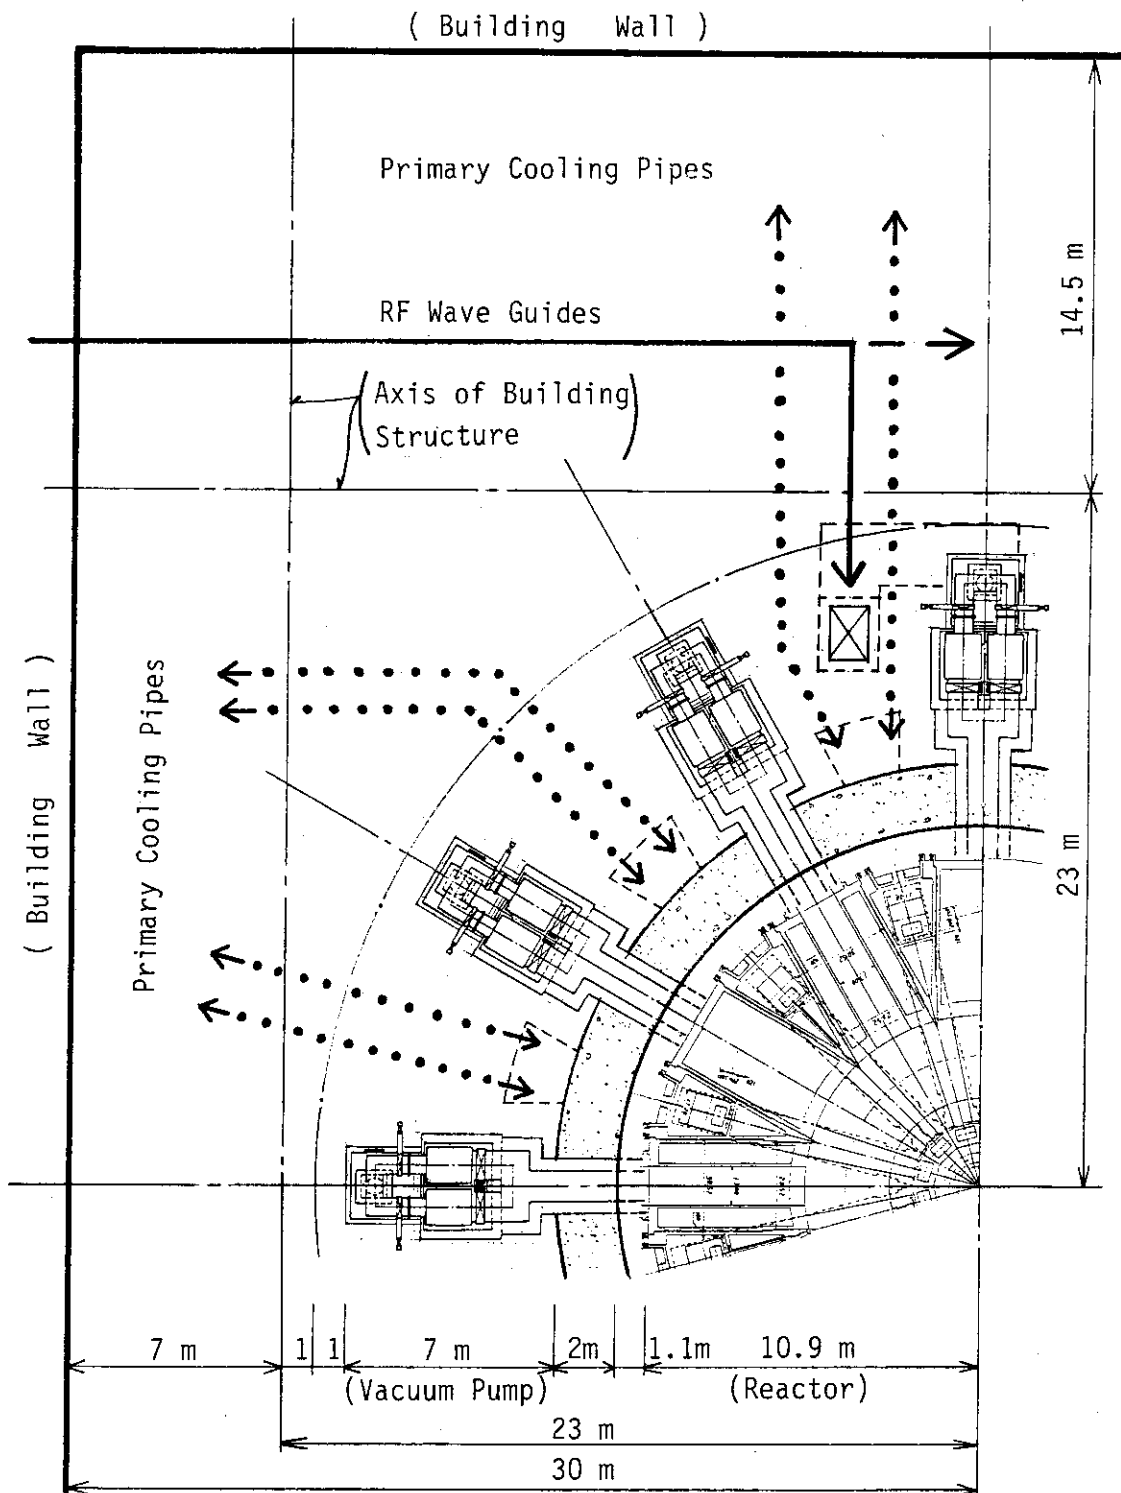 ( Building Wall )
Primary Cooling Pipes
14.5 m
RF Wave Guides
(Axis of Building
Structure)
( Building Wall )
Primary Cooling Pipes
23 m
7 m
1
1
7 m
2m
1.1m
10.9 m
(Vacuum Pump)
(Reactor)
23 m
30 m